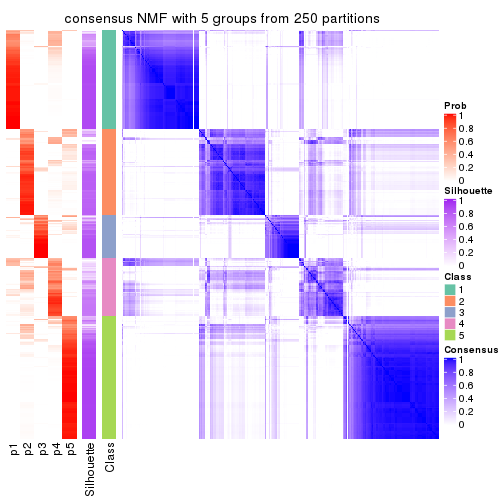 consensus NMF with 5 groups from 250 partitions
Prob
1
0.8
0.6
0.4
0.2
0
Silhouette
1
0.8
0.6
0.4
0.2
0
Class
1
2
3
4
5
Consensus
1
0.8
0.6
0.4
0.2
0
p1
p2
p3
p4
p5
Silhouette
Class